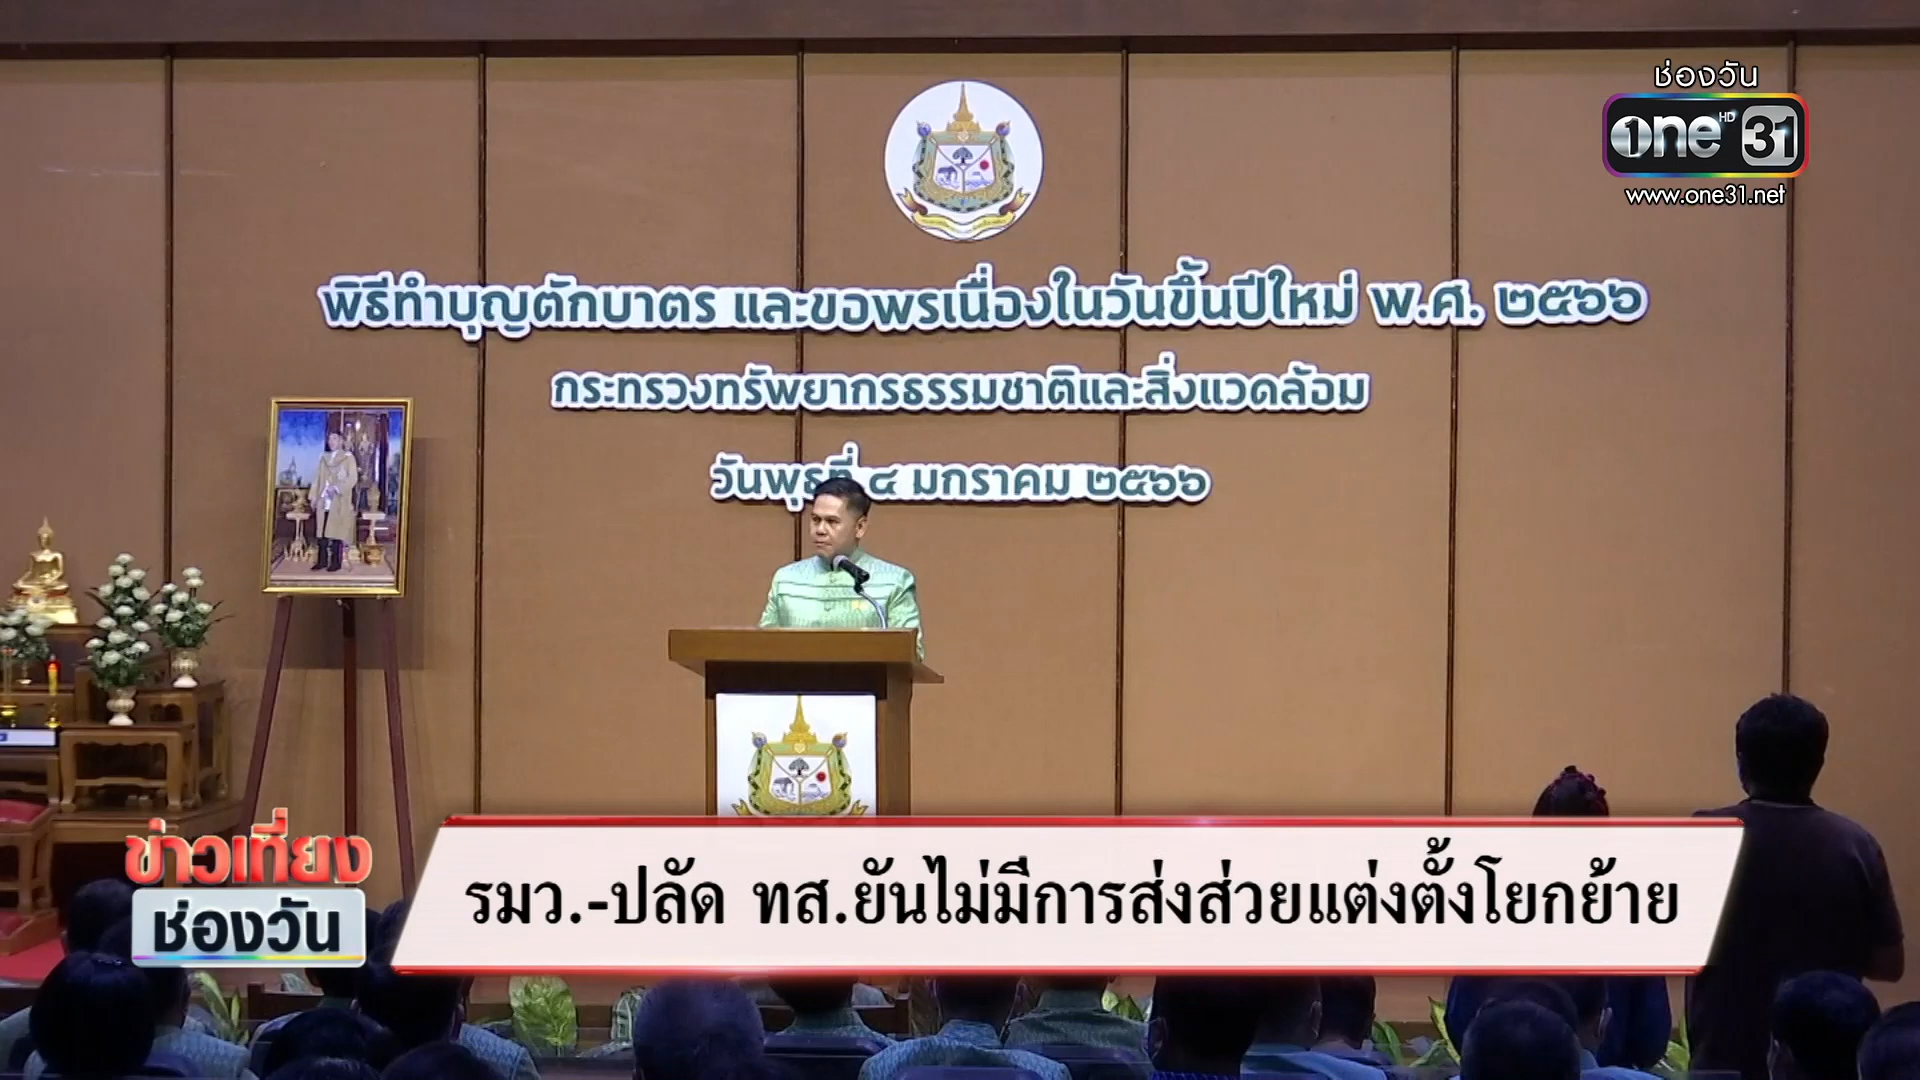 ช่องวัน
one HD 31
www.one31.net
พิธีทำบุญตักบาตร และขอพรเนื่องในวันขึ้นปีใหม่ พ.ศ. ๒๕๖๖
กระทรวงทรัพยากรธรรมชาติและสิ่งแวดล้อม
วันพุธที่ ๔ มกราคม ๒๕๖๖
ข่าวเที่ยง
ช่องวัน
รมว.-ปลัด ทส.ยันไม่มีการส่งส่วยแต่งตั้งโยกย้าย